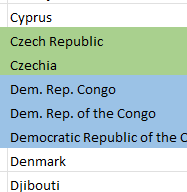 Cyprus
Czech Republic
Czechia
Dem. Rep. Congo
Dem. Rep. of the Congo
Democratic Republic of the C
Denmark
Djibouti